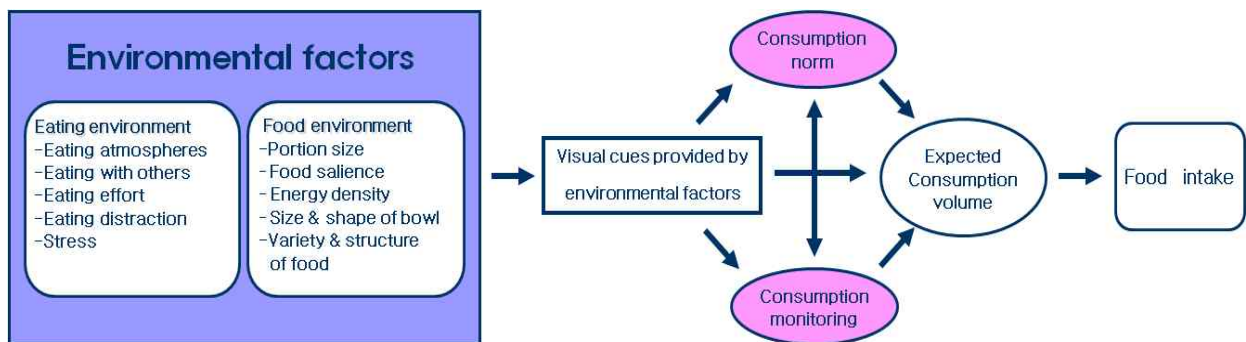 Environmental factors
Eating environment
-Eating atmospheres
-Eating with others
-Eating effort
-Eating distraction
-Stress
Food environment
-Portion size
-Food salience
-Energy density
-Size & shape of bowl
-Variety & structure
of food
Visual cues provided by
environmental factors
Consumption
norm
Consumption
monitoring
Expected
Consumption
volume
Food intake